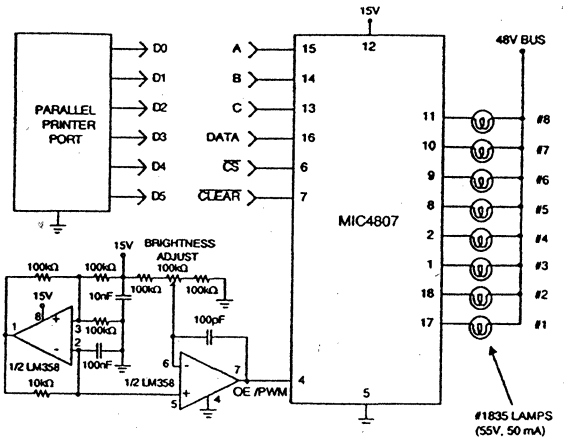 15V
48V BUS
12
PARALLEL
PRINTER
PORT
D0
D1
D2
D3
D4
D5
A
B
C
DATA
CS
CLEAR
15
14
13
16
6
7
MIC4807
11
10
9
8
2
1
18
17
#8
#7
#6
#5
#4
#3
#2
#1
15V
BRIGHTNESS
ADJUST
100kΩ
100kΩ
100kΩ
100kΩ
100kΩ
15V
10nF
8
1
+
3
100kΩ
-
2
100nF
1/2 LM358
10kΩ
100pF
6
-
7
1/2 LM358
5
+
4
OE /PWM
4
5
#1835 LAMPS
(55V, 50 mA)